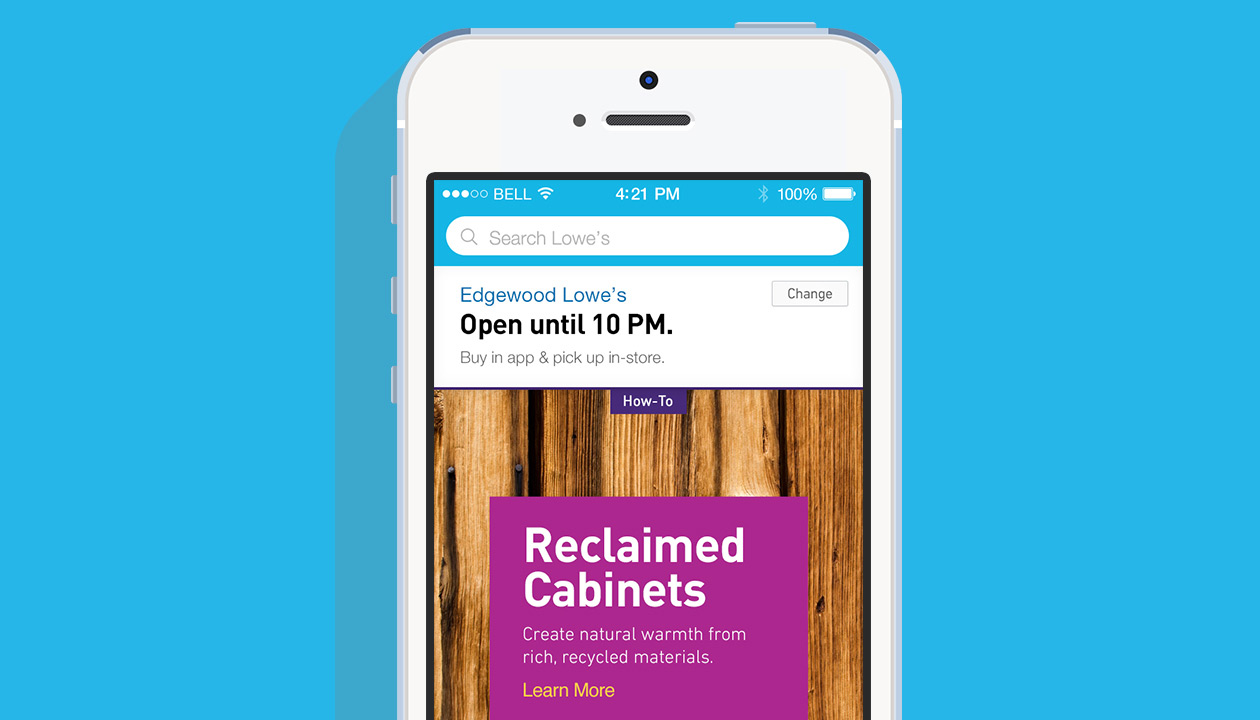 BELL 4:21 PM 100%
Search Lowe's
Edgewood Lowe's
Change
Open until 10 PM.
Buy in app & pick up in-store.
How-To
Reclaimed
Cabinets
Create natural warmth from
rich, recycled materials.
Learn More